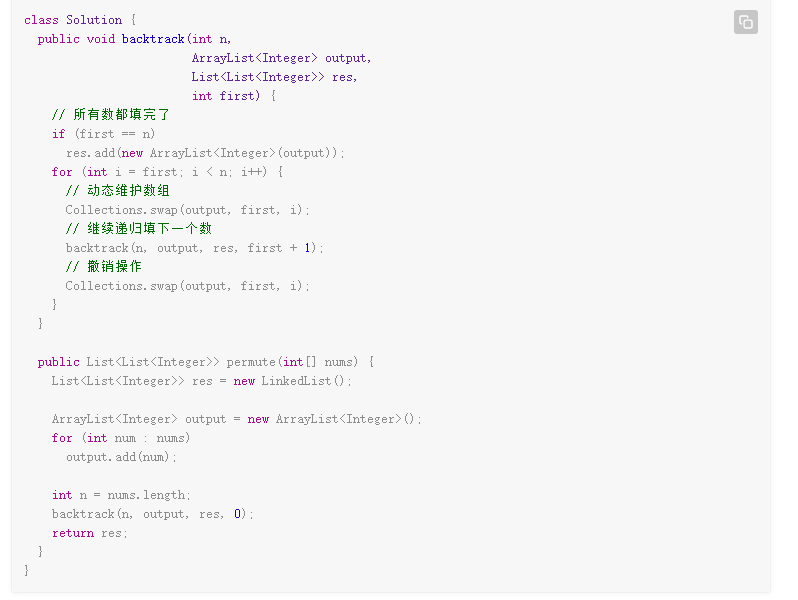 class Solution {
  public void backtrack(int n,
                        ArrayList<Integer> output,
                        List<List<Integer>> res,
                        int first) {
    // 所有数都填完了
    if (first == n)
      res.add(new ArrayList<Integer>(output));
    for (int i = first; i < n; i++) {
      // 动态维护数组
      Collections.swap(output, first, i);
      // 继续递归填下一个数
      backtrack(n, output, res, first + 1);
      // 撤销操作
      Collections.swap(output, first, i);
    }
  }

  public List<List<Integer>> permute(int[] nums) {
    List<List<Integer>> res = new LinkedList();

    ArrayList<Integer> output = new ArrayList<Integer>();
    for (int num : nums)
      output.add(num);

    int n = nums.length;
    backtrack(n, output, res, 0);
    return res;
  }
}